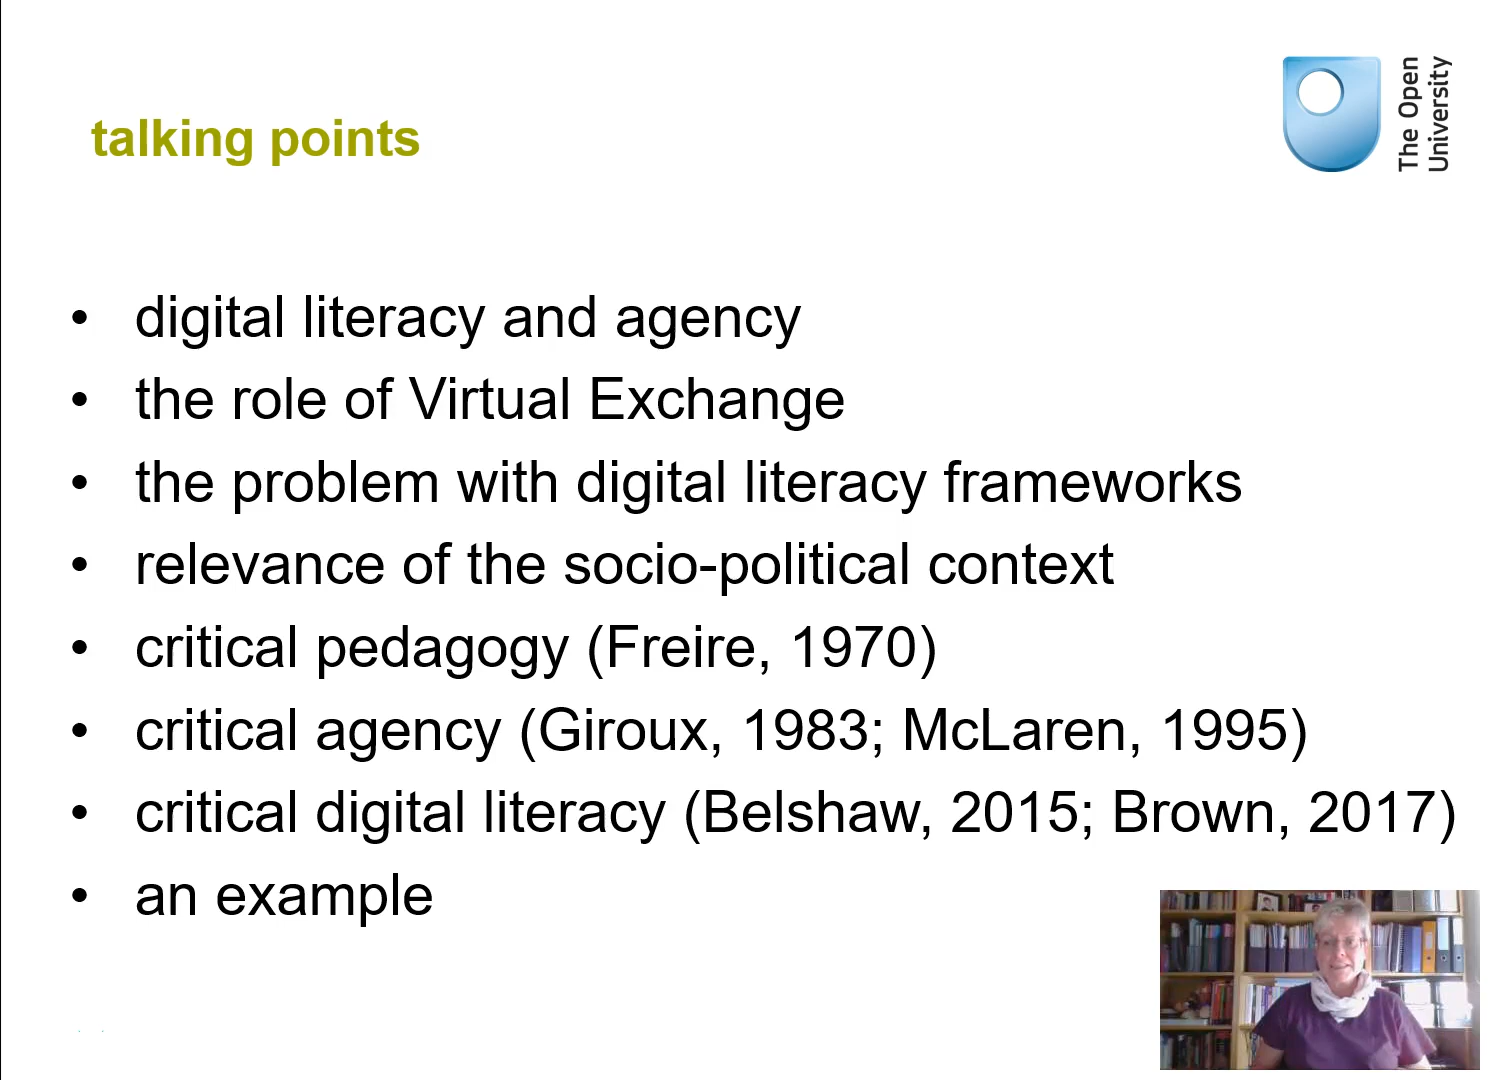 talking points
The Open
University
• digital literacy and agency
• the role of Virtual Exchange
• the problem with digital literacy frameworks
• relevance of the socio-political context
• critical pedagogy (Freire, 1970)
• critical agency (Giroux, 1983; McLaren, 1995)
• critical digital literacy (Belshaw, 2015; Brown, 2017)
• an example